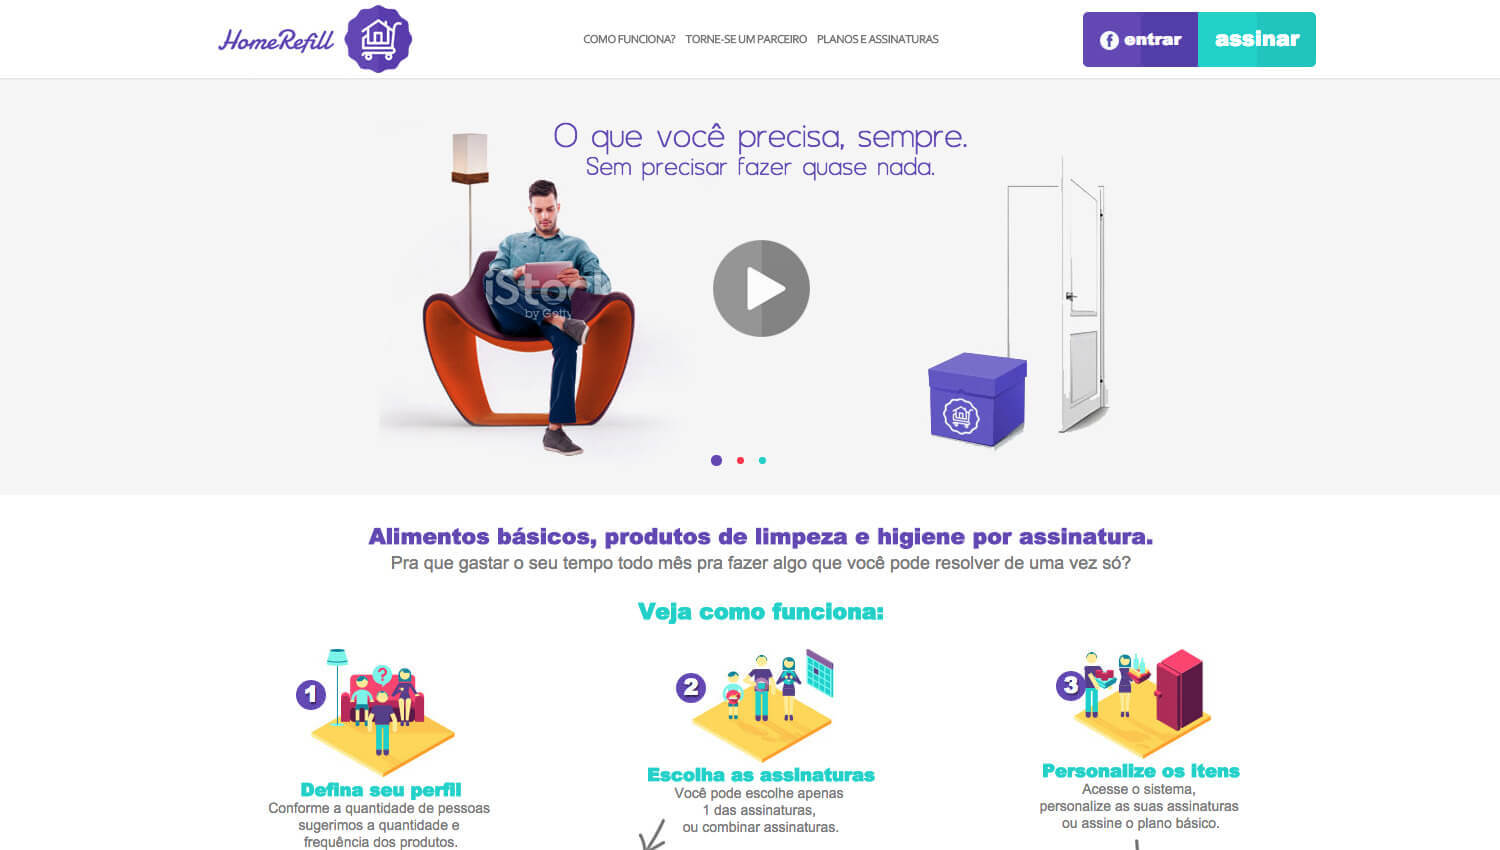 HomeRefill
COMO FUNCIONA? TORNE-SE UM PARCEIRO PLANOS E ASSINATURAS
f entrar
assinar
O que você precisa, sempre.
Sem precisar fazer quase nada.
iStock
by Getty
Alimentos básicos, produtos de limpeza e higiene por assinatura.
Pra que gastar o seu tempo todo mês pra fazer algo que você pode resolver de uma vez só?
Veja como funciona:
1
?
Defina seu perfil
Conforme a quantidade de pessoas
sugerimos a quantidade e
frequência dos produtos.
2
Escolha as assinaturas
Você pode escolhe apenas
1 das assinaturas,
ou combinar assinaturas.
3
Personalize os itens
Acesse o sistema,
personalize as suas assinaturas
ou assine o plano básico.